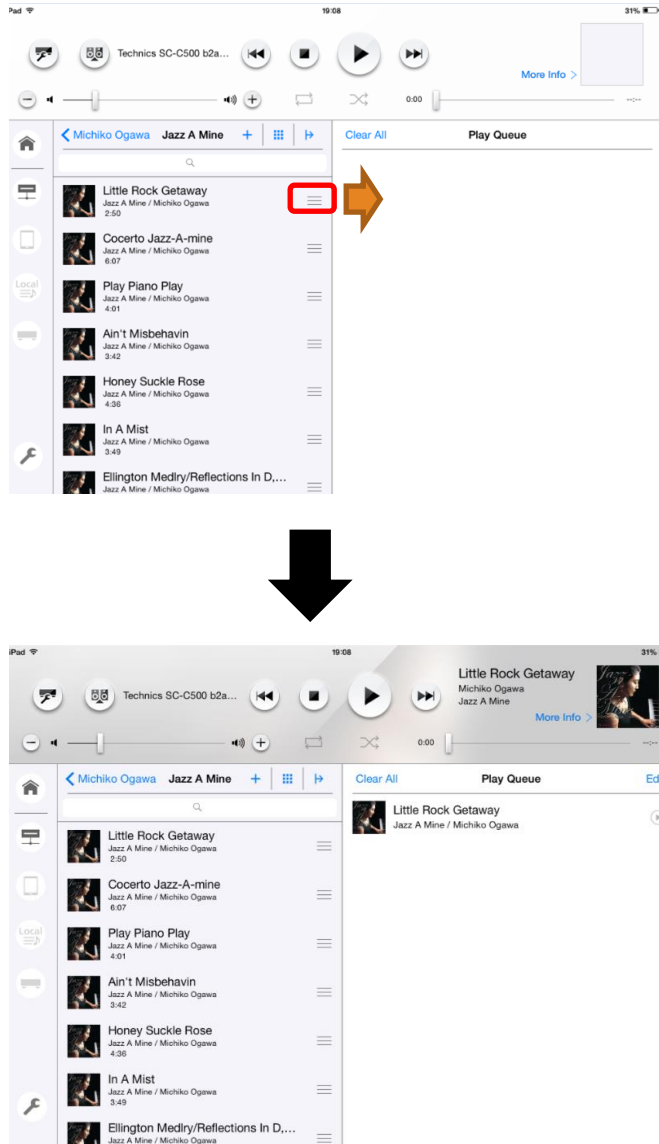 Pad 19:08 31%
Technics SC-C500 b2a...
More Info >
0:00 --:--
Michiko Ogawa Jazz A Mine + Clear All Play Queue
Little Rock Getaway
Jazz A Mine / Michiko Ogawa
2:50
Cocerto Jazz-A-mine
Jazz A Mine / Michiko Ogawa
6:07
Local
Play Piano Play
Jazz A Mine / Michiko Ogawa
4:01
Ain't Misbehavin
Jazz A Mine / Michiko Ogawa
3:42
Honey Suckle Rose
Jazz A Mine / Michiko Ogawa
4:36
In A Mist
Jazz A Mine / Michiko Ogawa
3:49
Ellington Medlry/Reflections In D,...
Jazz A Mine / Michiko Ogawa
iPad 19:08 31%
Technics SC-C500 b2a...
Little Rock Getaway
Michiko Ogawa
Jazz A Mine
More Info >
0:00 --:--
Michiko Ogawa Jazz A Mine + Clear All Play Queue Ed
Little Rock Getaway
Jazz A Mine / Michiko Ogawa
Little Rock Getaway
Jazz A Mine / Michiko Ogawa
2:50
Cocerto Jazz-A-mine
Jazz A Mine / Michiko Ogawa
6:07
Local
Play Piano Play
Jazz A Mine / Michiko Ogawa
4:01
Ain't Misbehavin
Jazz A Mine / Michiko Ogawa
3:42
Honey Suckle Rose
Jazz A Mine / Michiko Ogawa
4:36
In A Mist
Jazz A Mine / Michiko Ogawa
3:49
Ellington Medlry/Reflections In D,...
Jazz A Mine / Michiko Ogawa